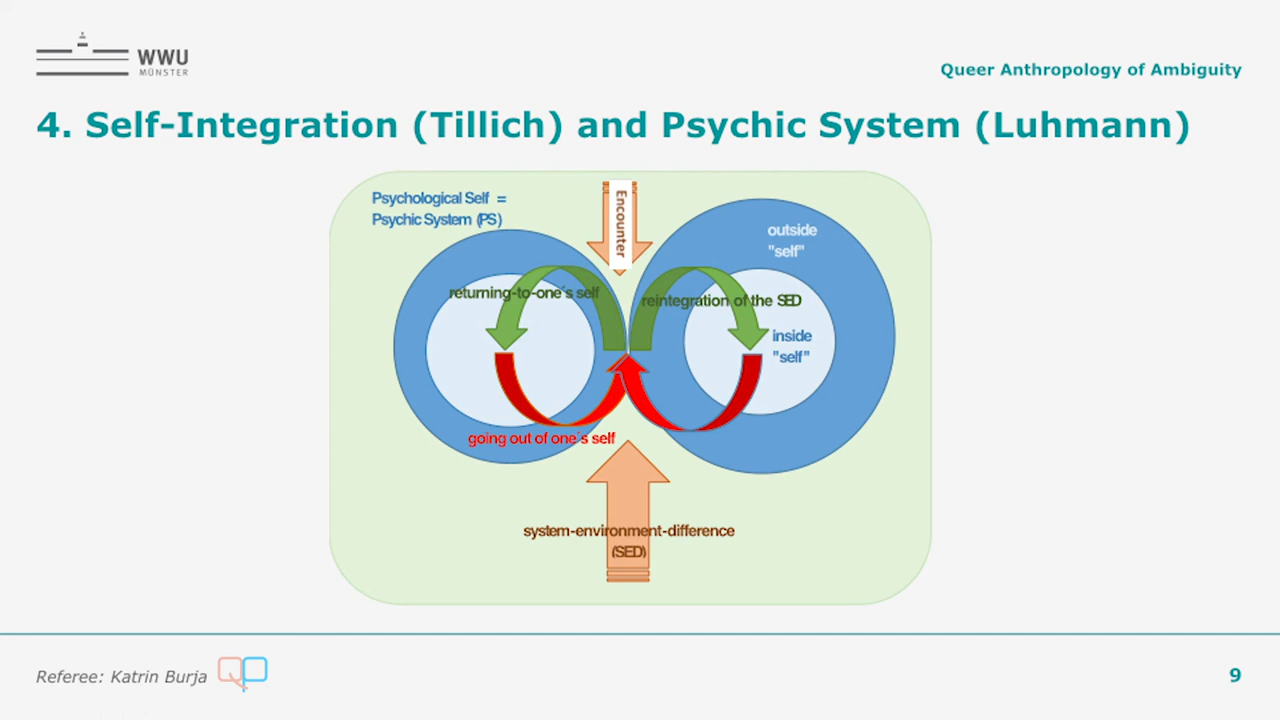 WWU
MÜNSTER
Queer Anthropology of Ambiguity
4. Self-Integration (Tillich) and Psychic System (Luhmann)
Psychological Self =
Psychic System (PS)
Encounter
outside
"self"
returning-to-one´s self
reintegration of the SED
inside
"self"
going out of one´s self
system-environment-difference
(SED)
Referee: Katrin Burja
QP
9